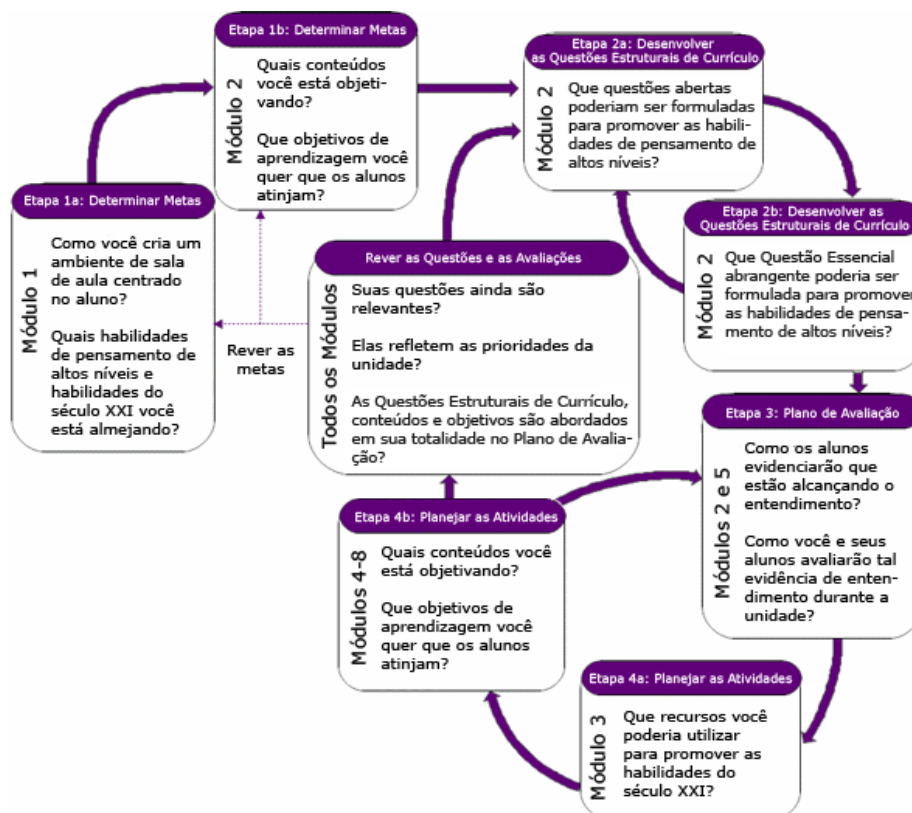 Etapa 1b: Determinar Metas
Módulo 2
Quais conteúdos
você está objeti-
vando?
Que objetivos de
aprendizagem você
quer que os alunos
atinjam?
Etapa 2a: Desenvolver
as Questões Estruturais de Currículo
Módulo 2
Que questões abertas
poderiam ser formuladas
para promover as habili-
dades de pensamento de
altos níveis?
Etapa 1a: Determinar Metas
Módulo 1
Como você cria um
ambiente de sala
de aula centrado
no aluno?
Quais habilidades
de pensamento de
altos níveis e
habilidades do
século XXI você
está almejando?
Etapa 2b: Desenvolver as
Questões Estruturais de Currículo
Módulo 2
Que Questão Essencial
abrangente poderia ser
formulada para promover
as habilidades de pensa-
mento de altos níveis?
Rever as Questões e as Avaliações
Todos os Módulos
Suas questões ainda são
relevantes?
Elas refletem as prioridades da
unidade?
As Questões Estruturais de Currículo,
conteúdos e objetivos são abordados
em sua totalidade no Plano de Avalia-
ção?
Rever as
metas
Etapa 3: Plano de Avaliação
Módulos 2 e 5
Como os alunos
evidenciarão que
estão alcançando o
entendimento?
Como você e seus
alunos avaliarão tal
evidência de enten-
dimento durante a
unidade?
Etapa 4b: Planejar as Atividades
Módulos 4-8
Quais conteúdos você
está objetivando?
Que objetivos de
aprendizagem você
quer que os alunos
atinjam?
Etapa 4a: Planejar as Atividades
Módulo 3
Que recursos você
poderia utilizar
para promover as
habilidades do
século XXI?